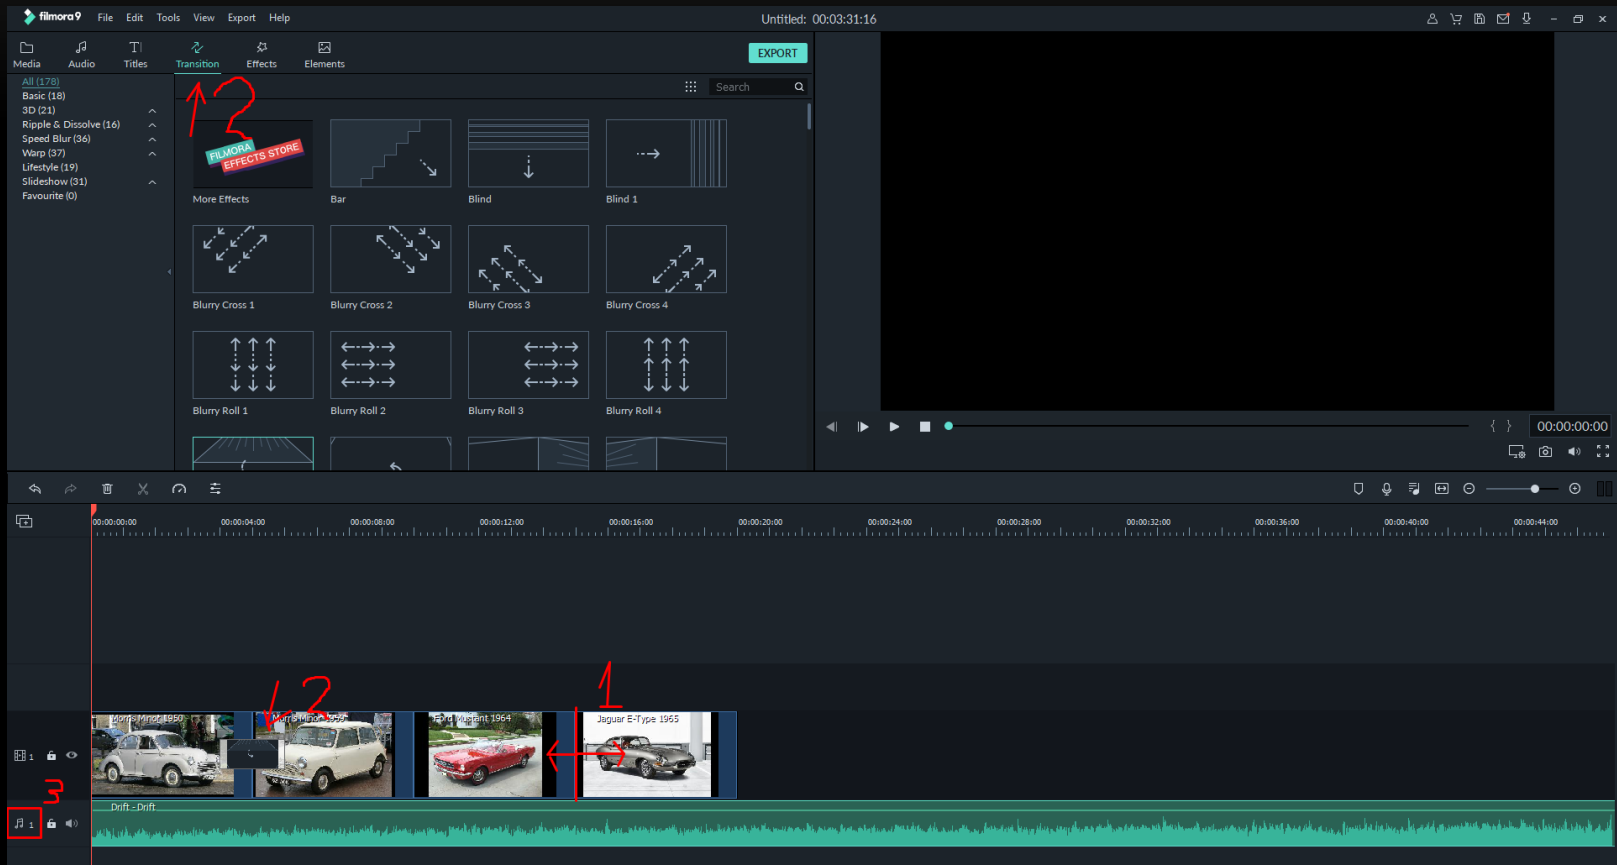 filmora9 File Edit Tools View Export Help
Untitled: 00:03:31:16
Media Audio Titles Transition Effects Elements
EXPORT
All (178)
Basic (18)
3D (21)
Ripple & Dissolve (16)
Speed Blur (36)
Warp (37)
Lifestyle (19)
Slideshow (31)
Favourite (0)
2
Search
FILMORA
EFFECTS STORE
More Effects Bar Blind Blind 1
Blurry Cross 1 Blurry Cross 2 Blurry Cross 3 Blurry Cross 4
Blurry Roll 1 Blurry Roll 2 Blurry Roll 3 Blurry Roll 4
{ } 00:00:00:00
00:00:00:00 00:00:04:00 00:00:08:00 00:00:12:00 00:00:16:00 00:00:20:00 00:00:24:00 00:00:28:00 00:00:32:00 00:00:36:00 00:00:40:00 00:00:44:00
2 1
Morris Minor 1950 Morris Minor 1959 Ford Mustant 1964 Jaguar E-Type 1965
1
3
Drift - Drift
1